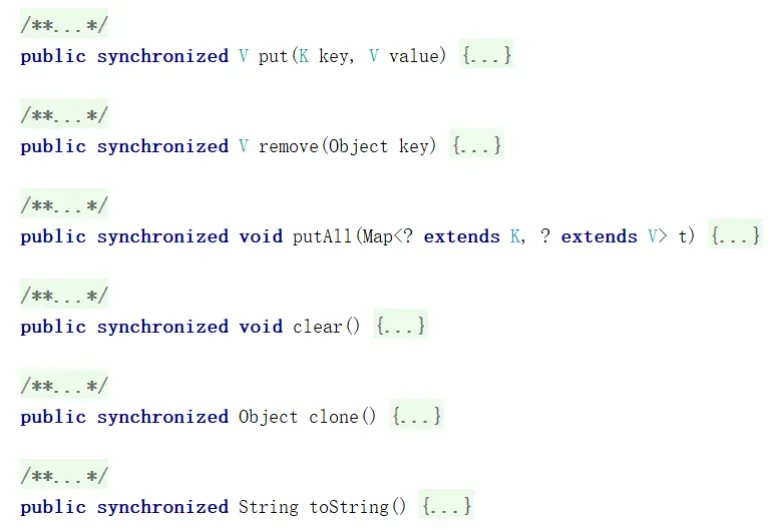 /**...*/
public synchronized V put(K key, V value) {...}
/**...*/
public synchronized V remove(Object key) {...}
/**...*/
public synchronized void putAll(Map<? extends K, ? extends V> t) {...}
/**...*/
public synchronized void clear() {...}
/**...*/
public synchronized Object clone() {...}
/**...*/
public synchronized String toString() {...}